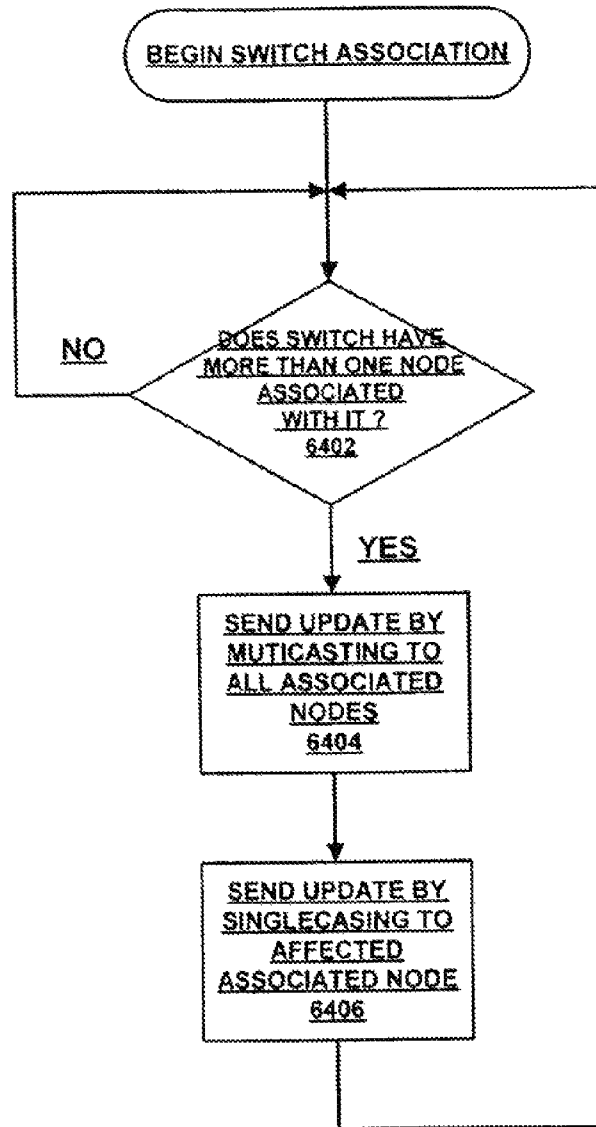 BEGIN SWITCH ASSOCIATION
DOES SWITCH HAVE
MORE THAN ONE NODE
ASSOCIATED
WITH IT ?
6402
NO
YES
SEND UPDATE BY
MUTICASTING TO
ALL ASSOCIATED
NODES
6404
SEND UPDATE BY
SINGLECASING TO
AFFECTED
ASSOCIATED NODE
6406